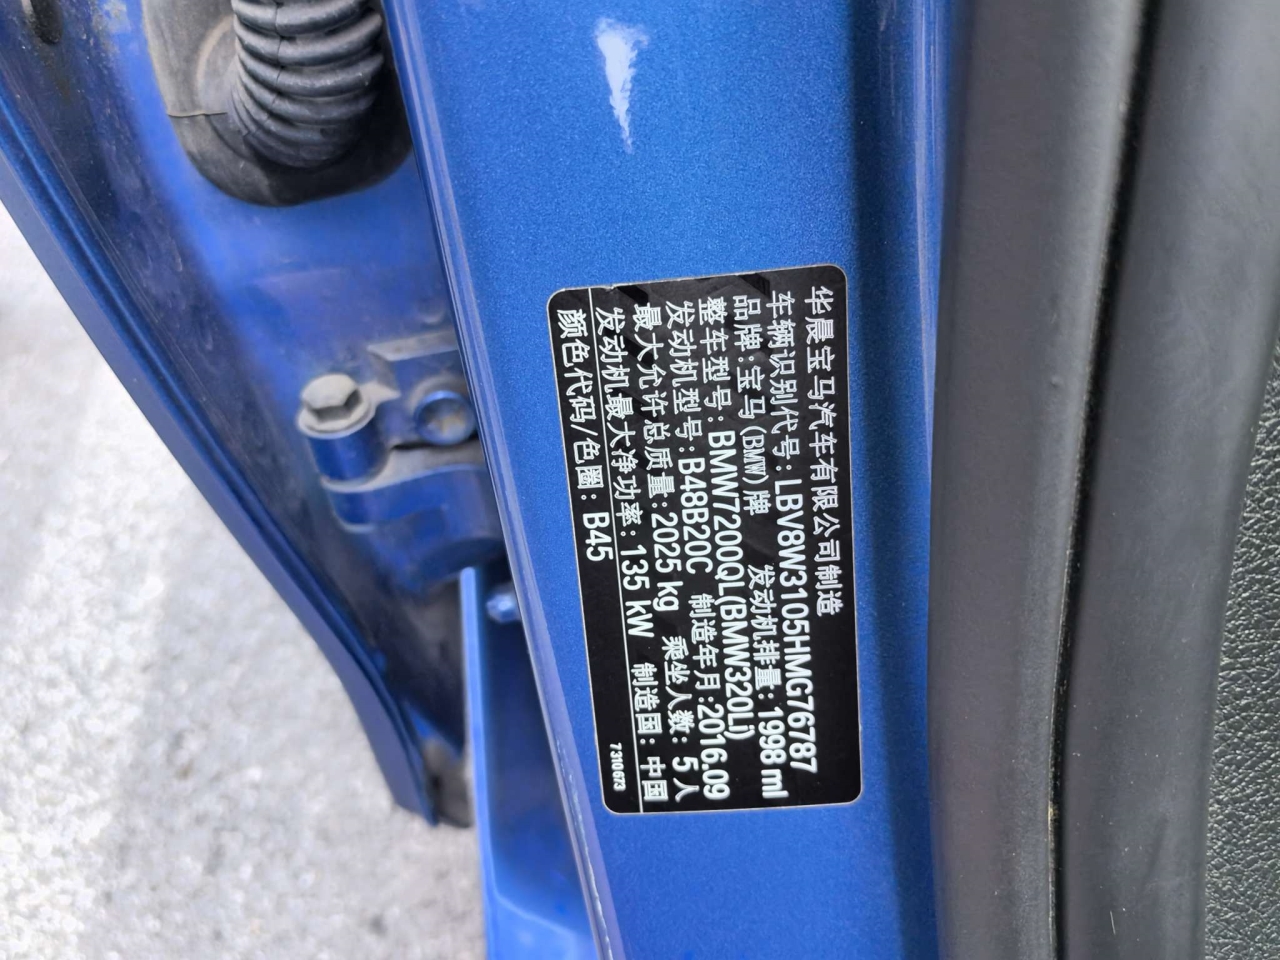 华晨宝马汽车有限公司制造
车辆识别代号:LBV8W3105HMG76787
品牌:宝马(BMW)牌 发动机排量:1998 ml
整车型号:BMW7200QL(BMW320Li)
发动机型号:B48B20C 制造年月:2016.09
最大允许总质量:2025 kg 乘坐人数:5人
发动机最大净功率:135 kW 制造国:中国
颜色代码/色圈:B45
7310673